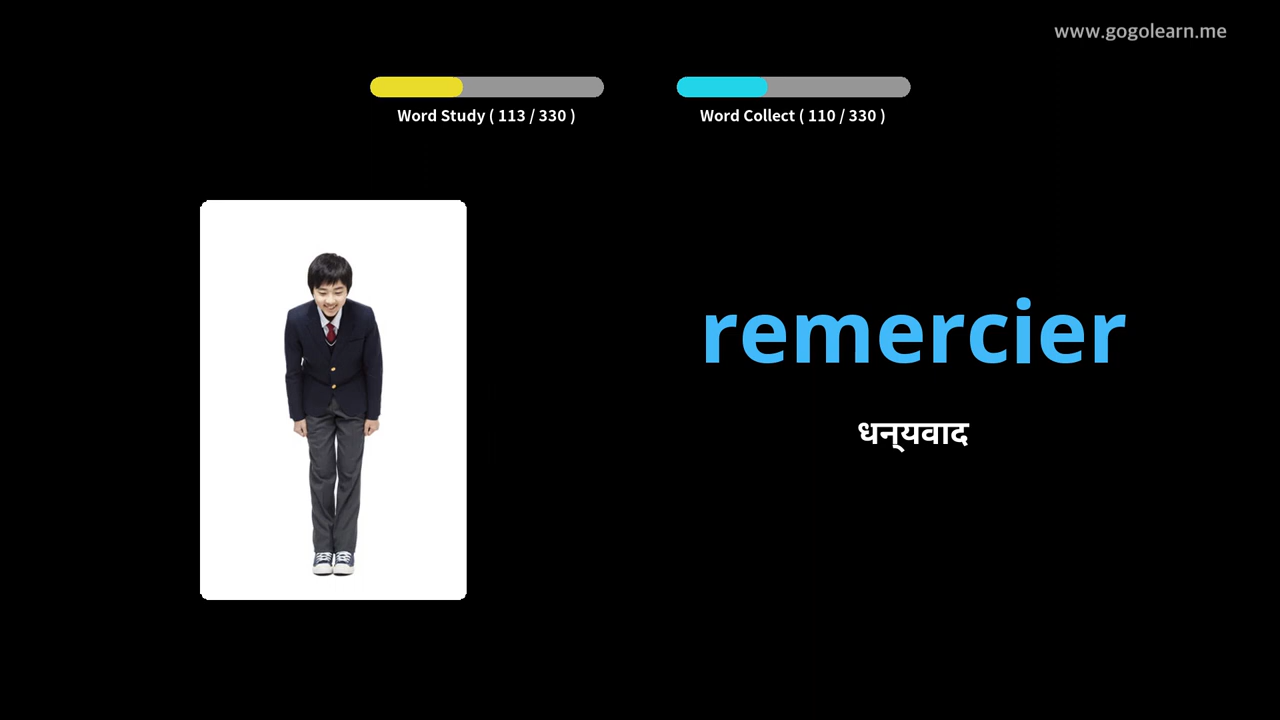 www.gogolearn.me
Word Study ( 113 / 330 )
Word Collect ( 110 / 330 )
remercier
धन्यवाद